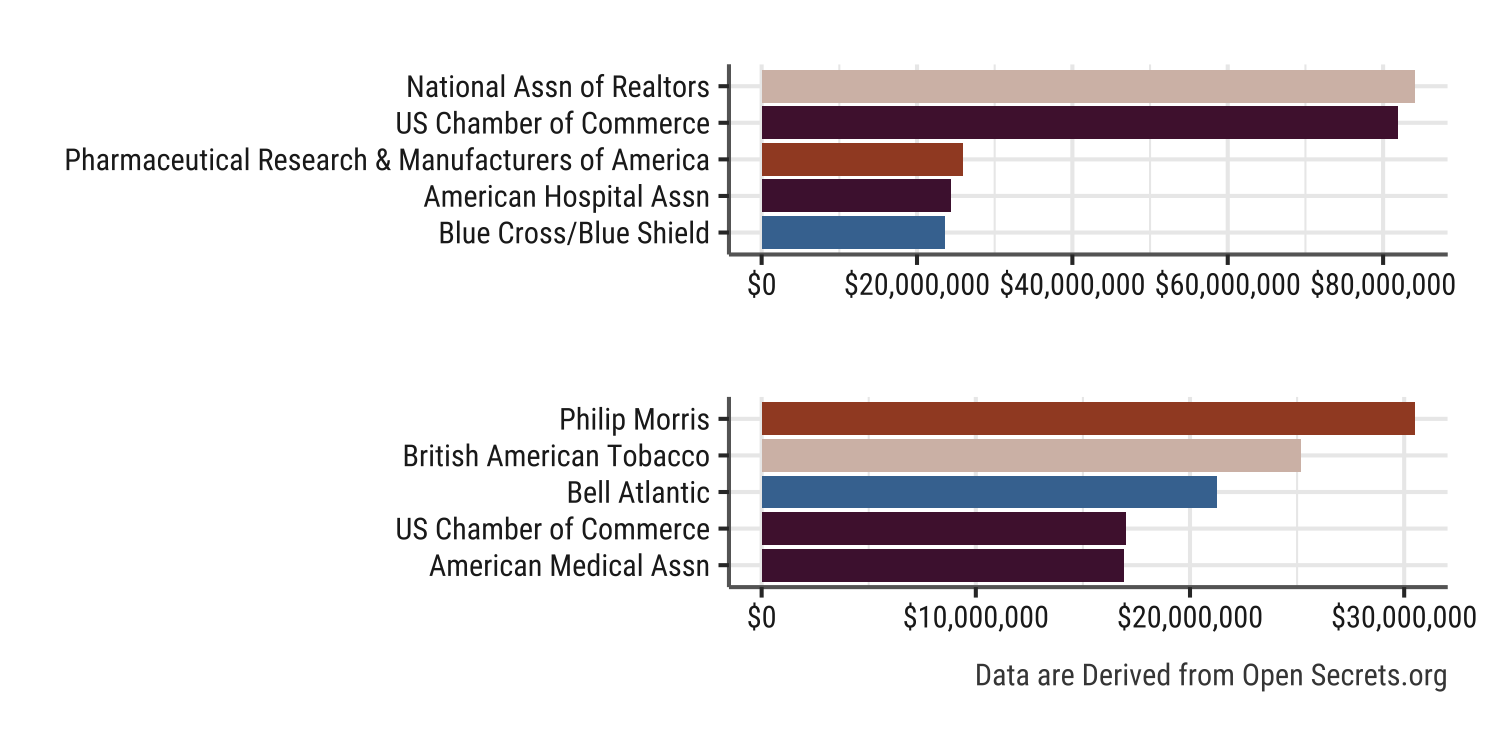 National Assn of Realtors
US Chamber of Commerce
Pharmaceutical Research & Manufacturers of America
American Hospital Assn
Blue Cross/Blue Shield
$0 $20,000,000 $40,000,000 $60,000,000 $80,000,000
Philip Morris
British American Tobacco
Bell Atlantic
US Chamber of Commerce
American Medical Assn
$0 $10,000,000 $20,000,000 $30,000,000
Data are Derived from Open Secrets.org